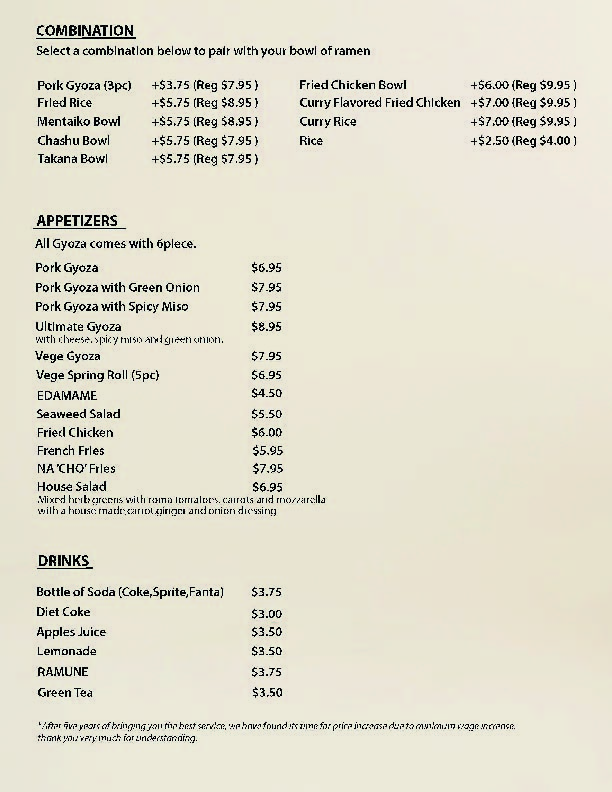 COMBINATION
Select a combination below to pair with your bowl of ramen
Pork Gyoza (3pc) +$3.75 (Reg $7.95 )
Fried Rice +$5.75 (Reg $8.95 )
Mentaiko Bowl +$5.75 (Reg $8.95 )
Chashu Bowl +$5.75 (Reg $7.95 )
Takana Bowl +$5.75 (Reg $7.95 )
Fried Chicken Bowl +$6.00 (Reg $9.95 )
Curry Flavored Fried Chicken +$7.00 (Reg $9.95 )
Curry Rice +$7.00 (Reg $9.95 )
Rice +$2.50 (Reg $4.00 )
APPETIZERS
All Gyoza comes with 6piece.
Pork Gyoza $6.95
Pork Gyoza with Green Onion $7.95
Pork Gyoza with Spicy Miso $7.95
Ultimate Gyoza $8.95
with cheese, spicy miso and green onion.
Vege Gyoza $7.95
Vege Spring Roll (5pc) $6.95
EDAMAME $4.50
Seaweed Salad $5.50
Fried Chicken $6.00
French Fries $5.95
NA'CHO' Fries $7.95
House Salad $6.95
Mixed herb greens with roma tomatoes, carrots and mozzarella
with a house made,carrot,ginger and onion dressing
DRINKS
Bottle of Soda (Coke,Sprite,Fanta) $3.75
Diet Coke $3.00
Apples Juice $3.50
Lemonade $3.50
RAMUNE $3.75
Green Tea $3.50
*After five years of bringing you the best service, we have found its time for price increase due to minimum wage increase.
thank you very much for understanding.